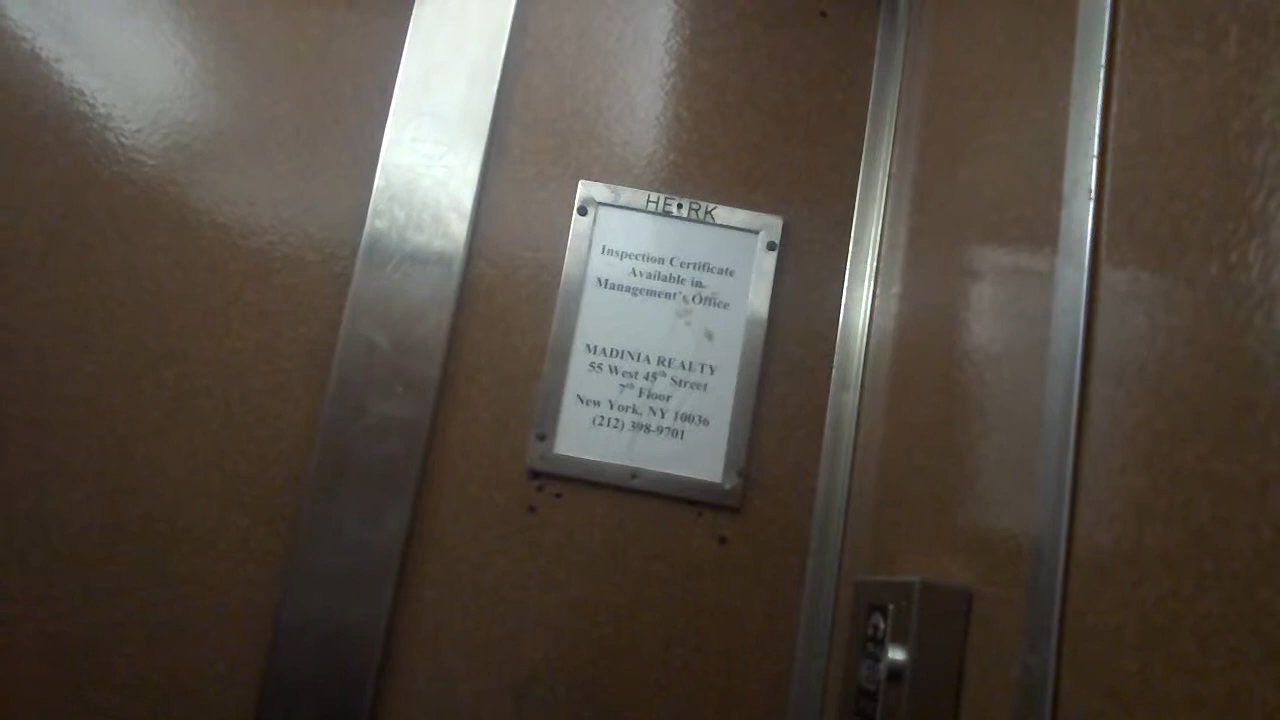 HE•RK
Inspection Certificate
Available in
Management's Office
MADINIA REALTY
55 West 45th Street
7th Floor
New York, NY 10036
(212) 398-9701